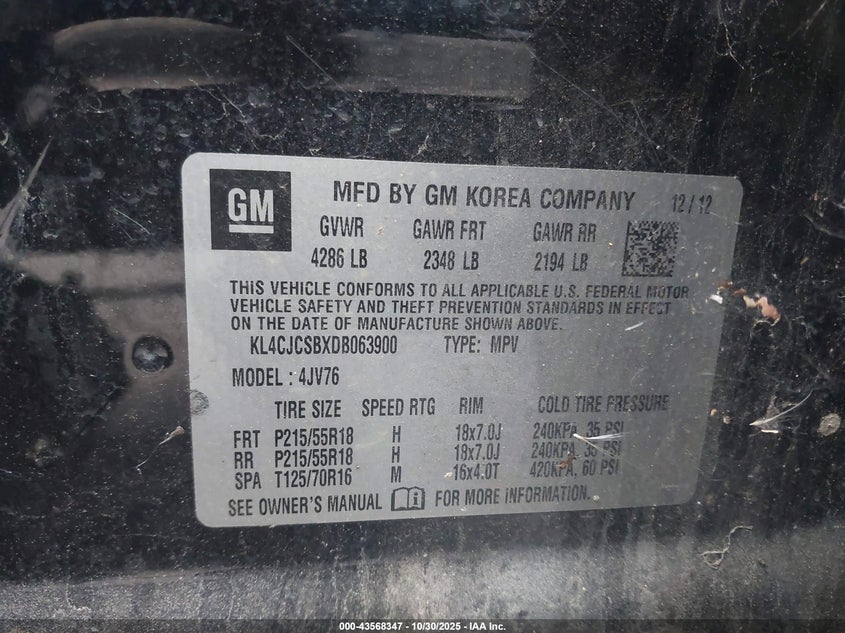 GM
MFD BY GM KOREA COMPANY 12/12
GVWR GAWR FRT GAWR RR
4286 LB 2348 LB 2194 LB
THIS VEHICLE CONFORMS TO ALL APPLICABLE U.S. FEDERAL MOTOR
VEHICLE SAFETY AND THEFT PREVENTION STANDARDS IN EFFECT
ON THE DATE OF MANUFACTURE SHOWN ABOVE.
KL4CJCSBXDB063900 TYPE: MPV
MODEL : 4JV76
TIRE SIZE SPEED RTG RIM COLD TIRE PRESSURE
FRT P215/55R18 H 18x7.0J 240KPA, 35 PSI
RR P215/55R18 H 18x7.0J 240KPA, 35 PSI
SPA T125/70R16 M 16x4.0T 420KPA, 60 PSI
SEE OWNER'S MANUAL FOR MORE INFORMATION.
000-43568347 - 10/30/2025 - IAA Inc.